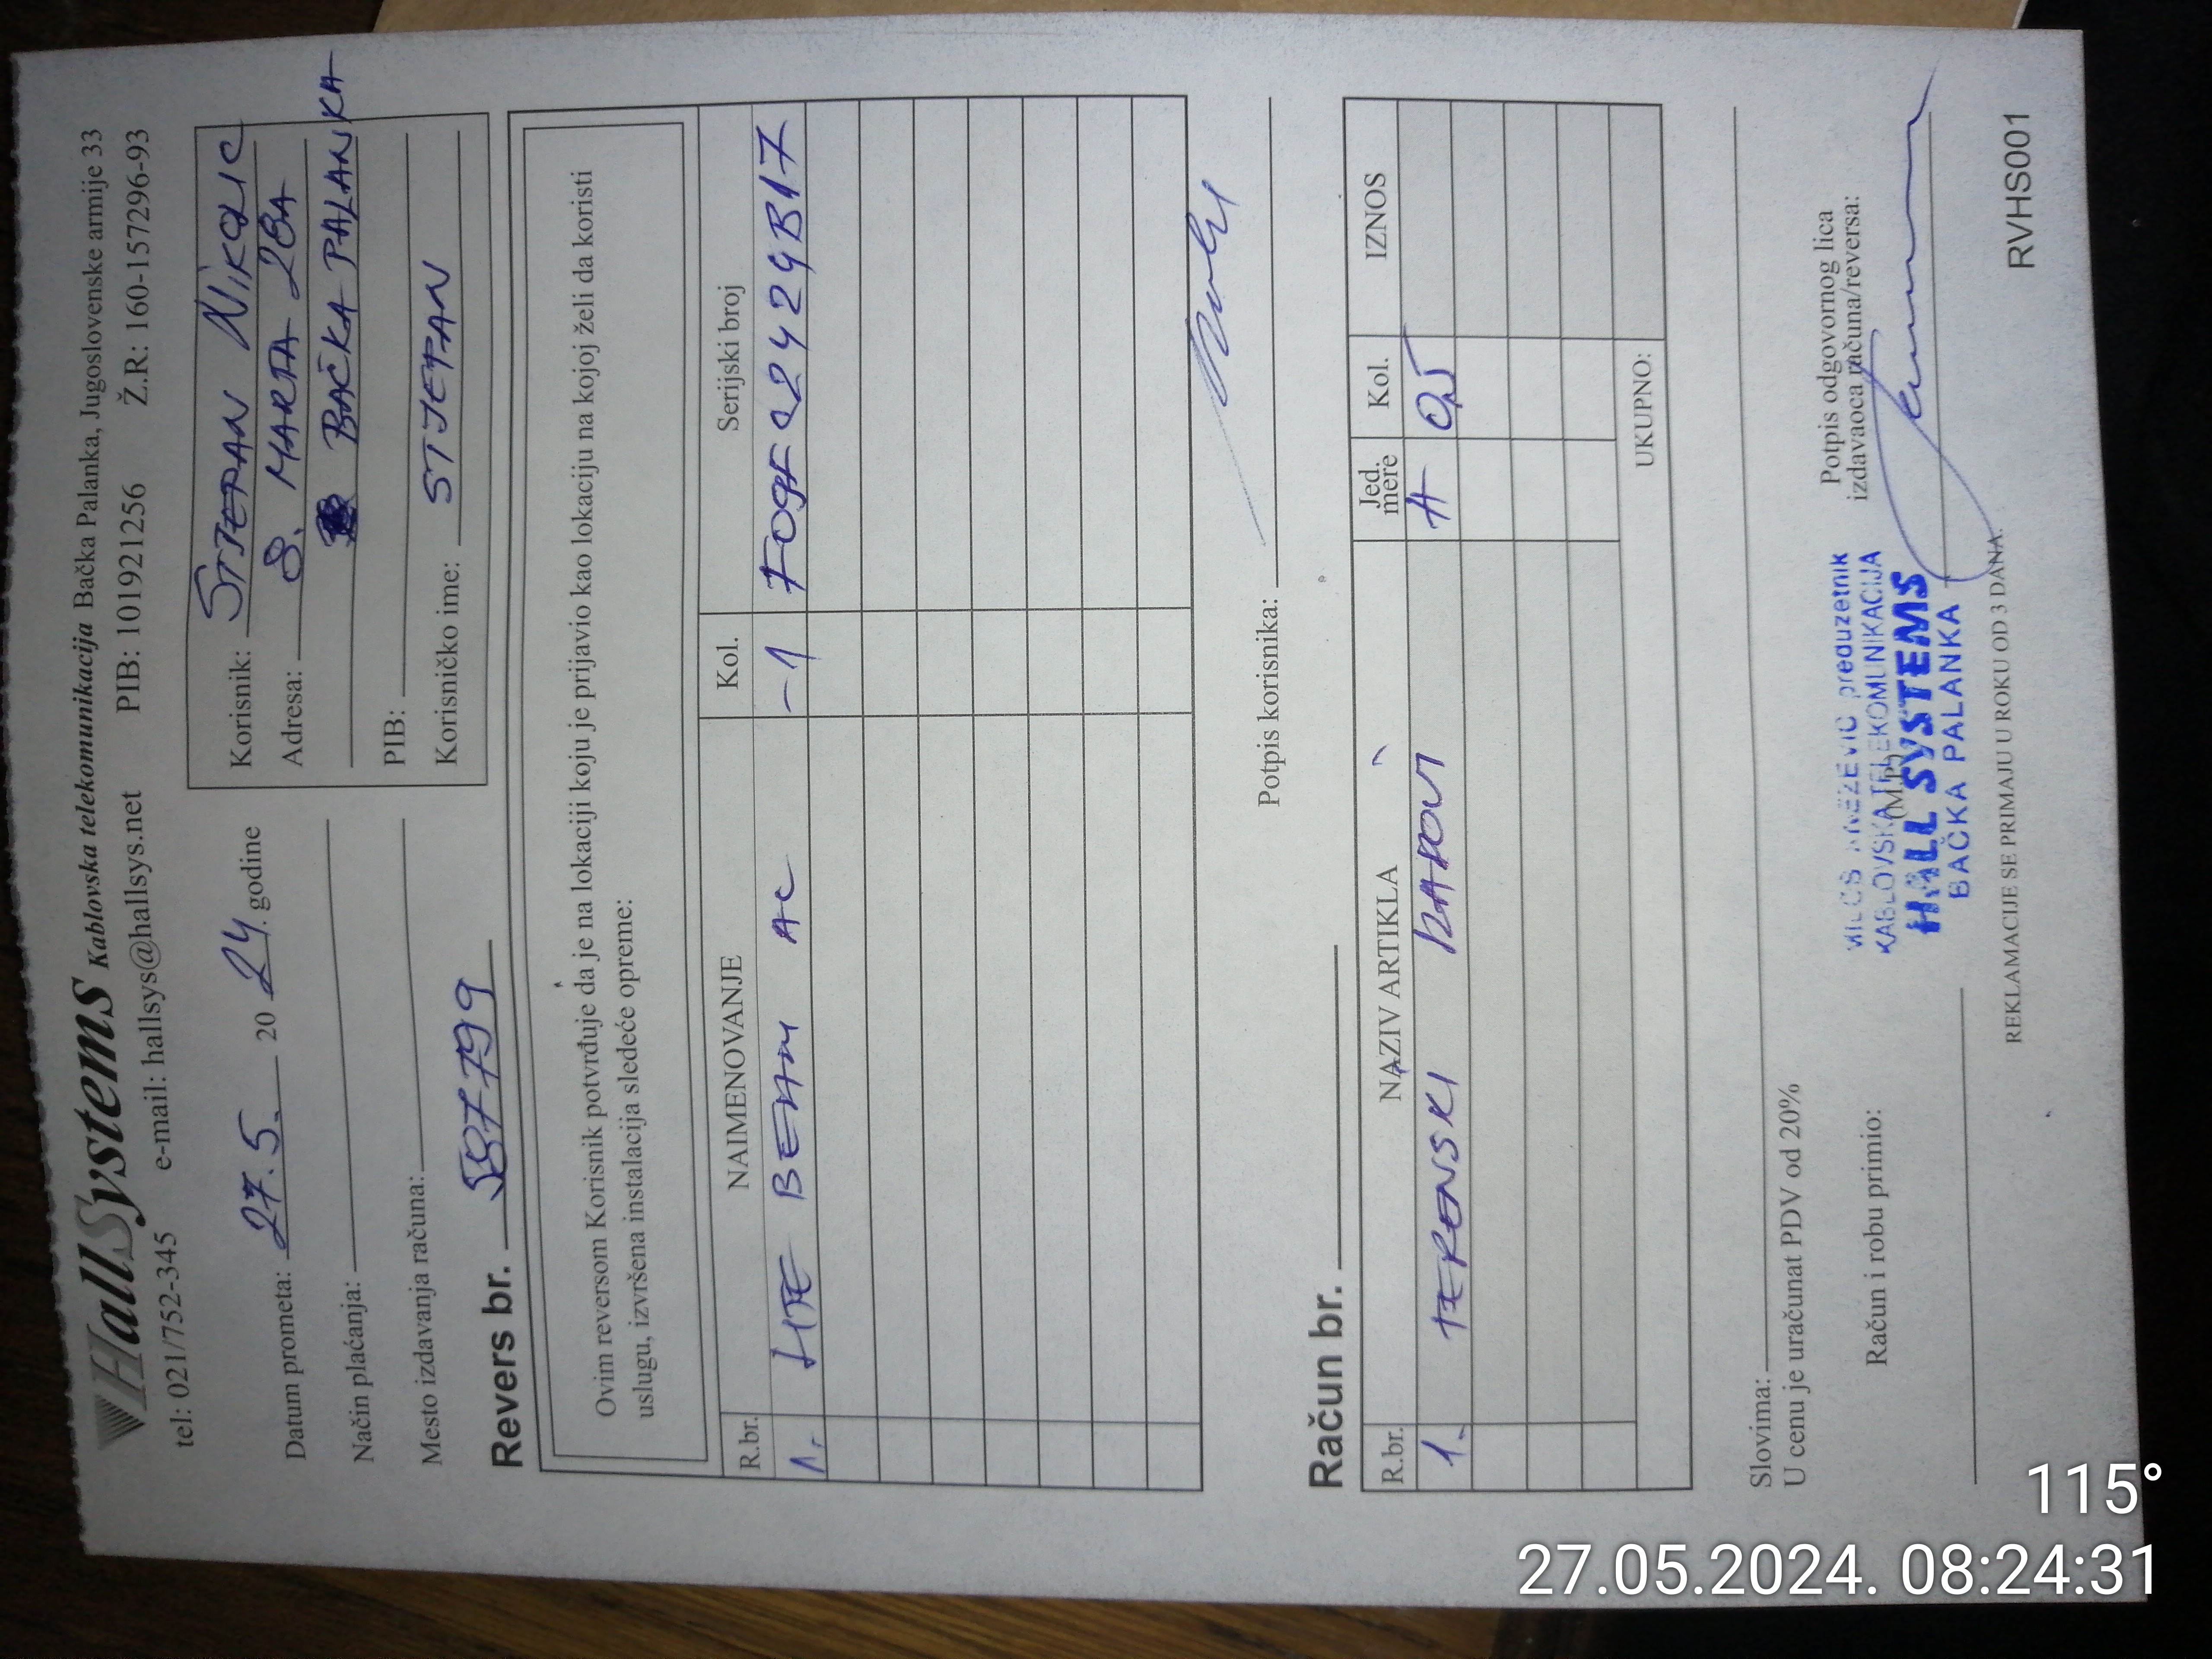 HallSystems Kablovska telekomunikacija Bačka Palanka, Jugoslovenske armije 33
tel: 021/752-345 e-mail: hallsys@hallsys.net PIB: 101921256 Ž.R: 160-157296-93
Datum prometa: 27.5. 2024. godine
Način plaćanja:
Mesto izdavanja računa:
Korisnik: STJEPAN NIKOLIC
Adresa: 8. MARTA 28A
BAČKA PALANKA
PIB:
Korisničko ime: STJEPAN
Revers br.
Ovim reversom Korisnik potvrđuje da je na lokaciji koju je prijavio kao lokaciju na kojoj želi da koristi
uslugu, izvršena instalacija sledeće opreme:
R.br. NAIMENOVANJE Kol. Serijski broj
1. LITE BEAM AC -1
Potpis korisnika:
Račun br.
R.br. NAZIV ARTIKLA Jed. mere Kol. IZNOS
1. TERENSKI RADOVI H 0,5
UKUPNO:
Slovima:
U cenu je uračunat PDV od 20%
Račun i robu primio:
(M.P)
preduzetnik
KABLOVSKA TELEKOMUNIKACIJA
HALL SYSTEMS
BAČKA PALANKA
Potpis odgovornog lica
izdavaoca računa/reversa:
REKLAMACIJE SE PRIMAJU U ROKU OD 3 DANA.
RVHS001
115°
27.05.2024. 08:24:31